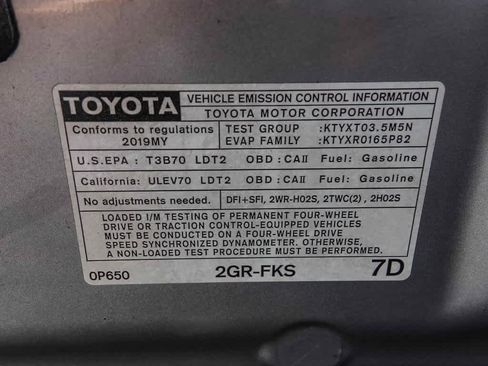 TOYOTA
VEHICLE EMISSION CONTROL INFORMATION
TOYOTA MOTOR CORPORATION
Conforms to regulations
2019MY
TEST GROUP :KTYXT03.5M5N
EVAP FAMILY :KTYXR0165P82
U.S.EPA : T3B70 LDT2 OBD : CAII Fuel: Gasoline
California: ULEV70 LDT2 OBD : CAII Fuel: Gasoline
No adjustments needed. DFI+SFI, 2WR-HO2S, 2TWC(2) , 2HO2S
LOADED I/M TESTING OF PERMANENT FOUR-WHEEL
DRIVE OR TRACTION CONTROL-EQUIPPED VEHICLES
MUST BE CONDUCTED ON A FOUR-WHEEL DRIVE
SPEED SYNCHRONIZED DYNAMOMETER. OTHERWISE,
A NON-LOADED TEST PROCEDURE MUST BE PERFORMED.
0P650 2GR-FKS 7D